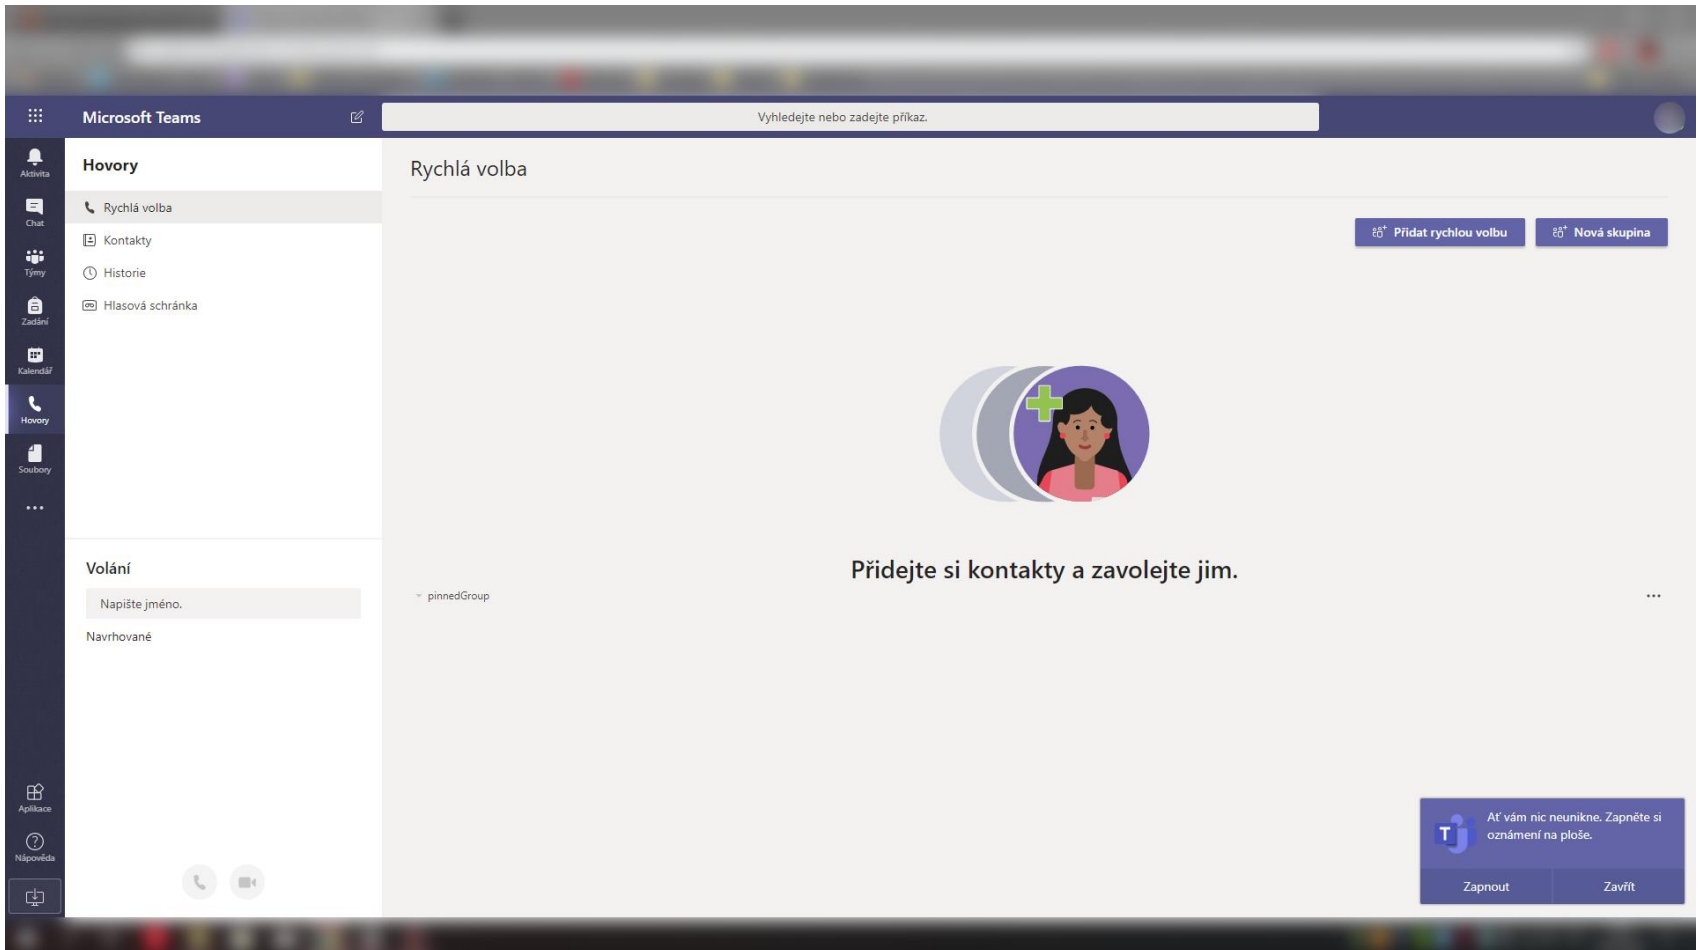 Microsoft Teams
Vyhledejte nebo zadejte příkaz.
Aktivita
Chat
Týmy
Zadání
Kalendář
Hovory
Soubory
Aplikace
Nápověda
Hovory
Rychlá volba
Kontakty
Historie
Hlasová schránka
Volání
Napište jméno.
Navrhované
Rychlá volba
Přidat rychlou volbu
Nová skupina
Přidejte si kontakty a zavolejte jim.
pinnedGroup
T
Ať vám nic neunikne. Zapněte si
oznámení na ploše.
Zapnout
Zavřít